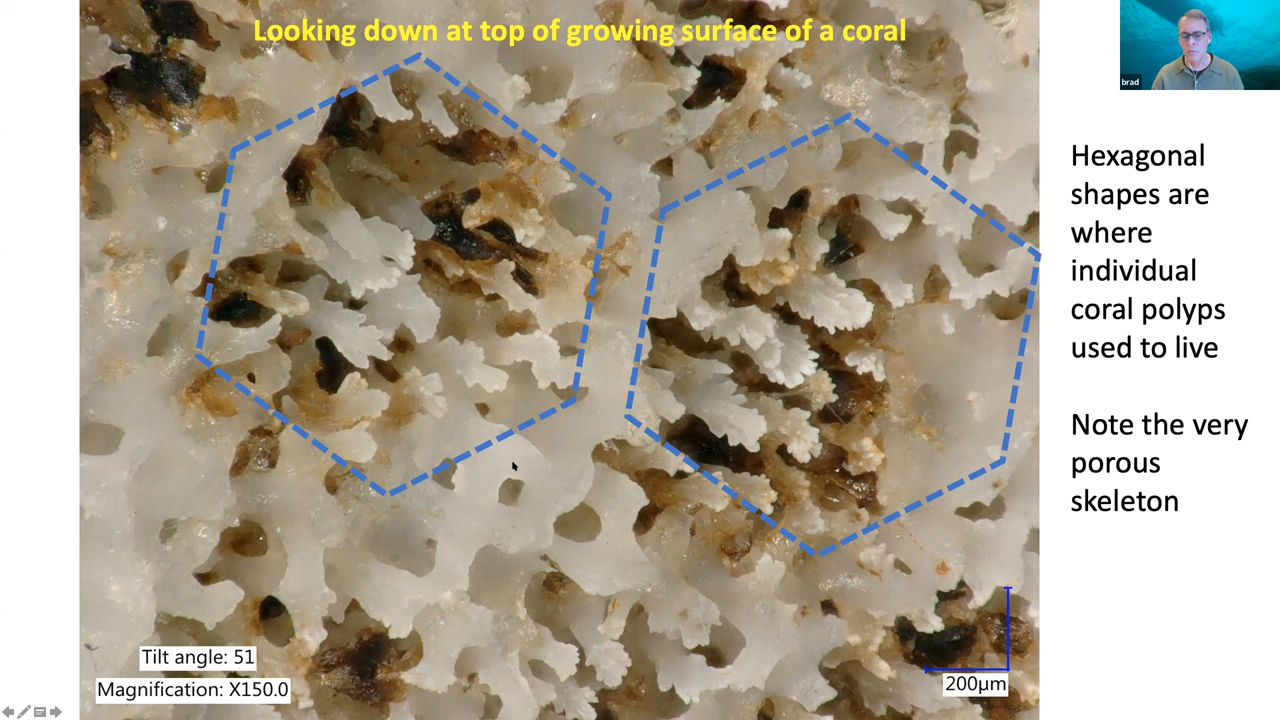 Looking down at top of growing surface of a coral
brad
Hexagonal
shapes are
where
individual
coral polyps
used to live
Note the very
porous
skeleton
Tilt angle: 51
Magnification: X150.0
200µm